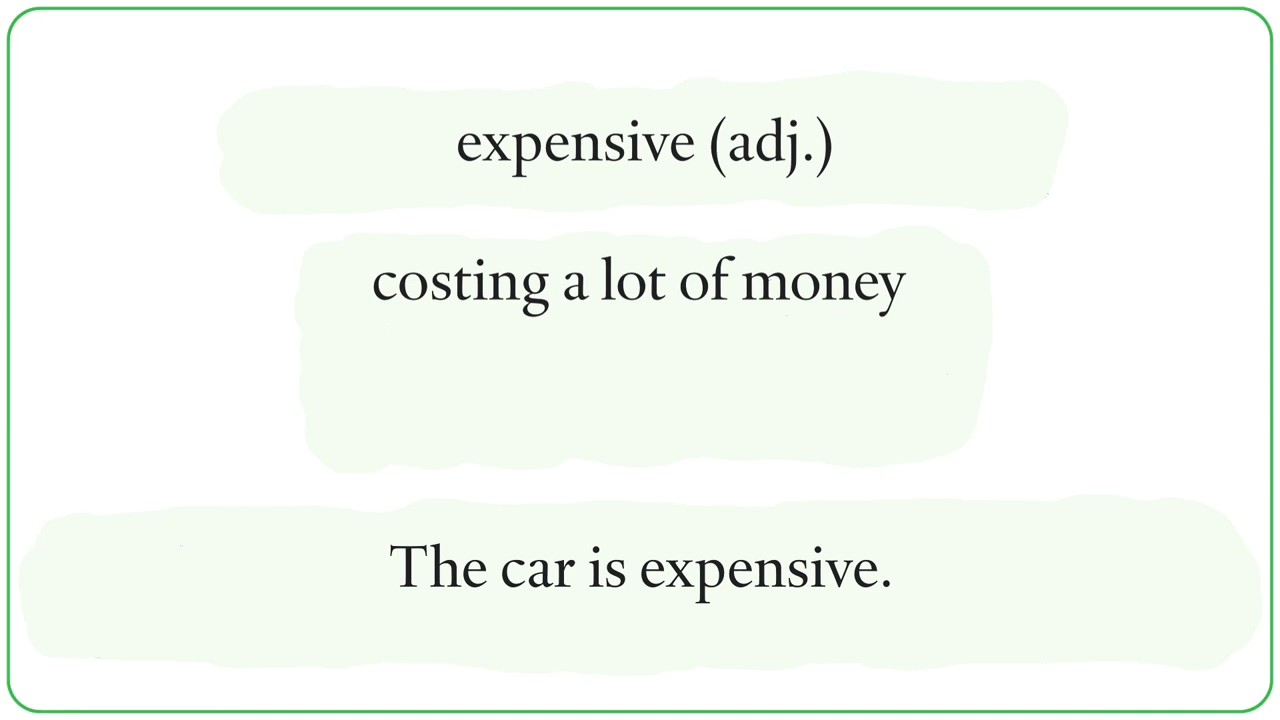 expensive (adj.)
costing a lot of money
The car is expensive.